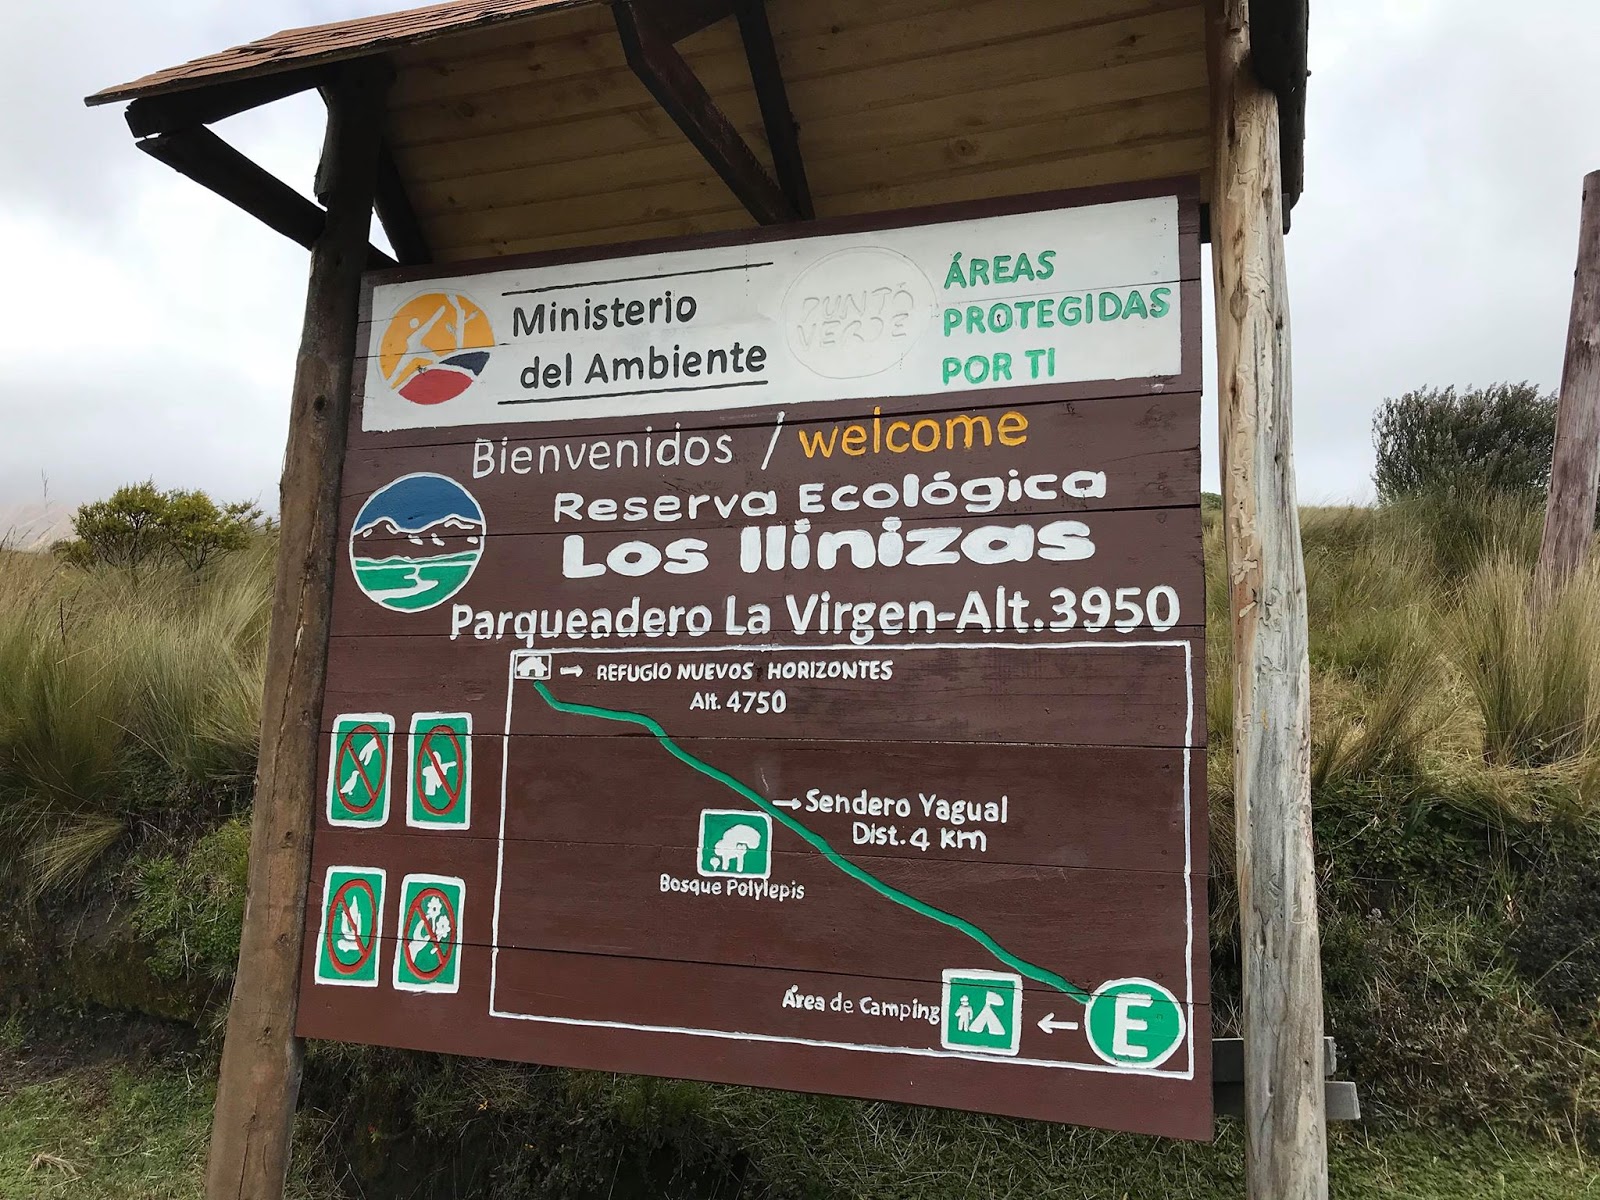 Ministerio
del Ambiente
PUNTO
VERDE
ÁREAS
PROTEGIDAS
POR TI
Bienvenidos / welcome
Reserva Ecológica
Los Ilinizas
Parqueadero La Virgen-Alt.3950
→ REFUGIO NUEVOS HORIZONTES
Alt. 4750
→ Sendero Yagual
Dist. 4 km
Bosque Polylepis
Área de Camping
← E